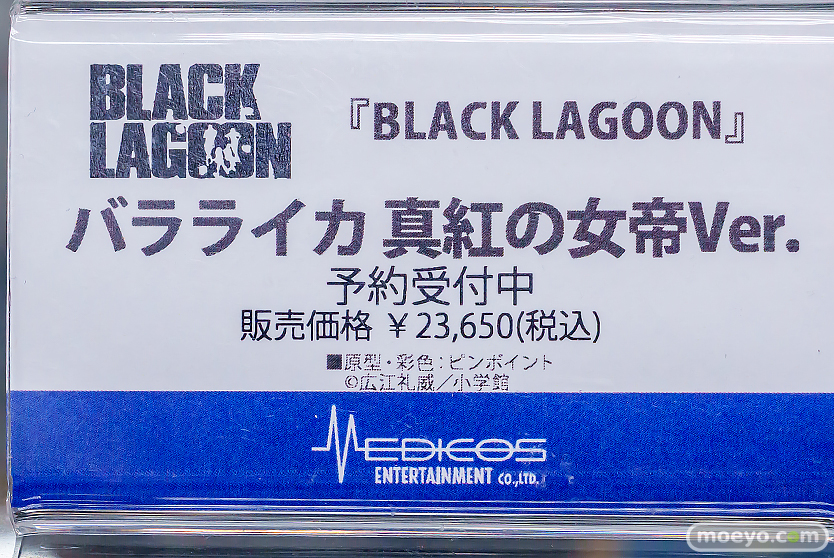 BLACK
LAGOON
『BLACK LAGOON』
バラライカ 真紅の女帝Ver.
予約受付中
販売価格 ￥23,650(税込)
■原型・彩色：ピンポイント
©広江礼威／小学館
MEDICOS
ENTERTAINMENT CO.,LTD.
moeyo.com